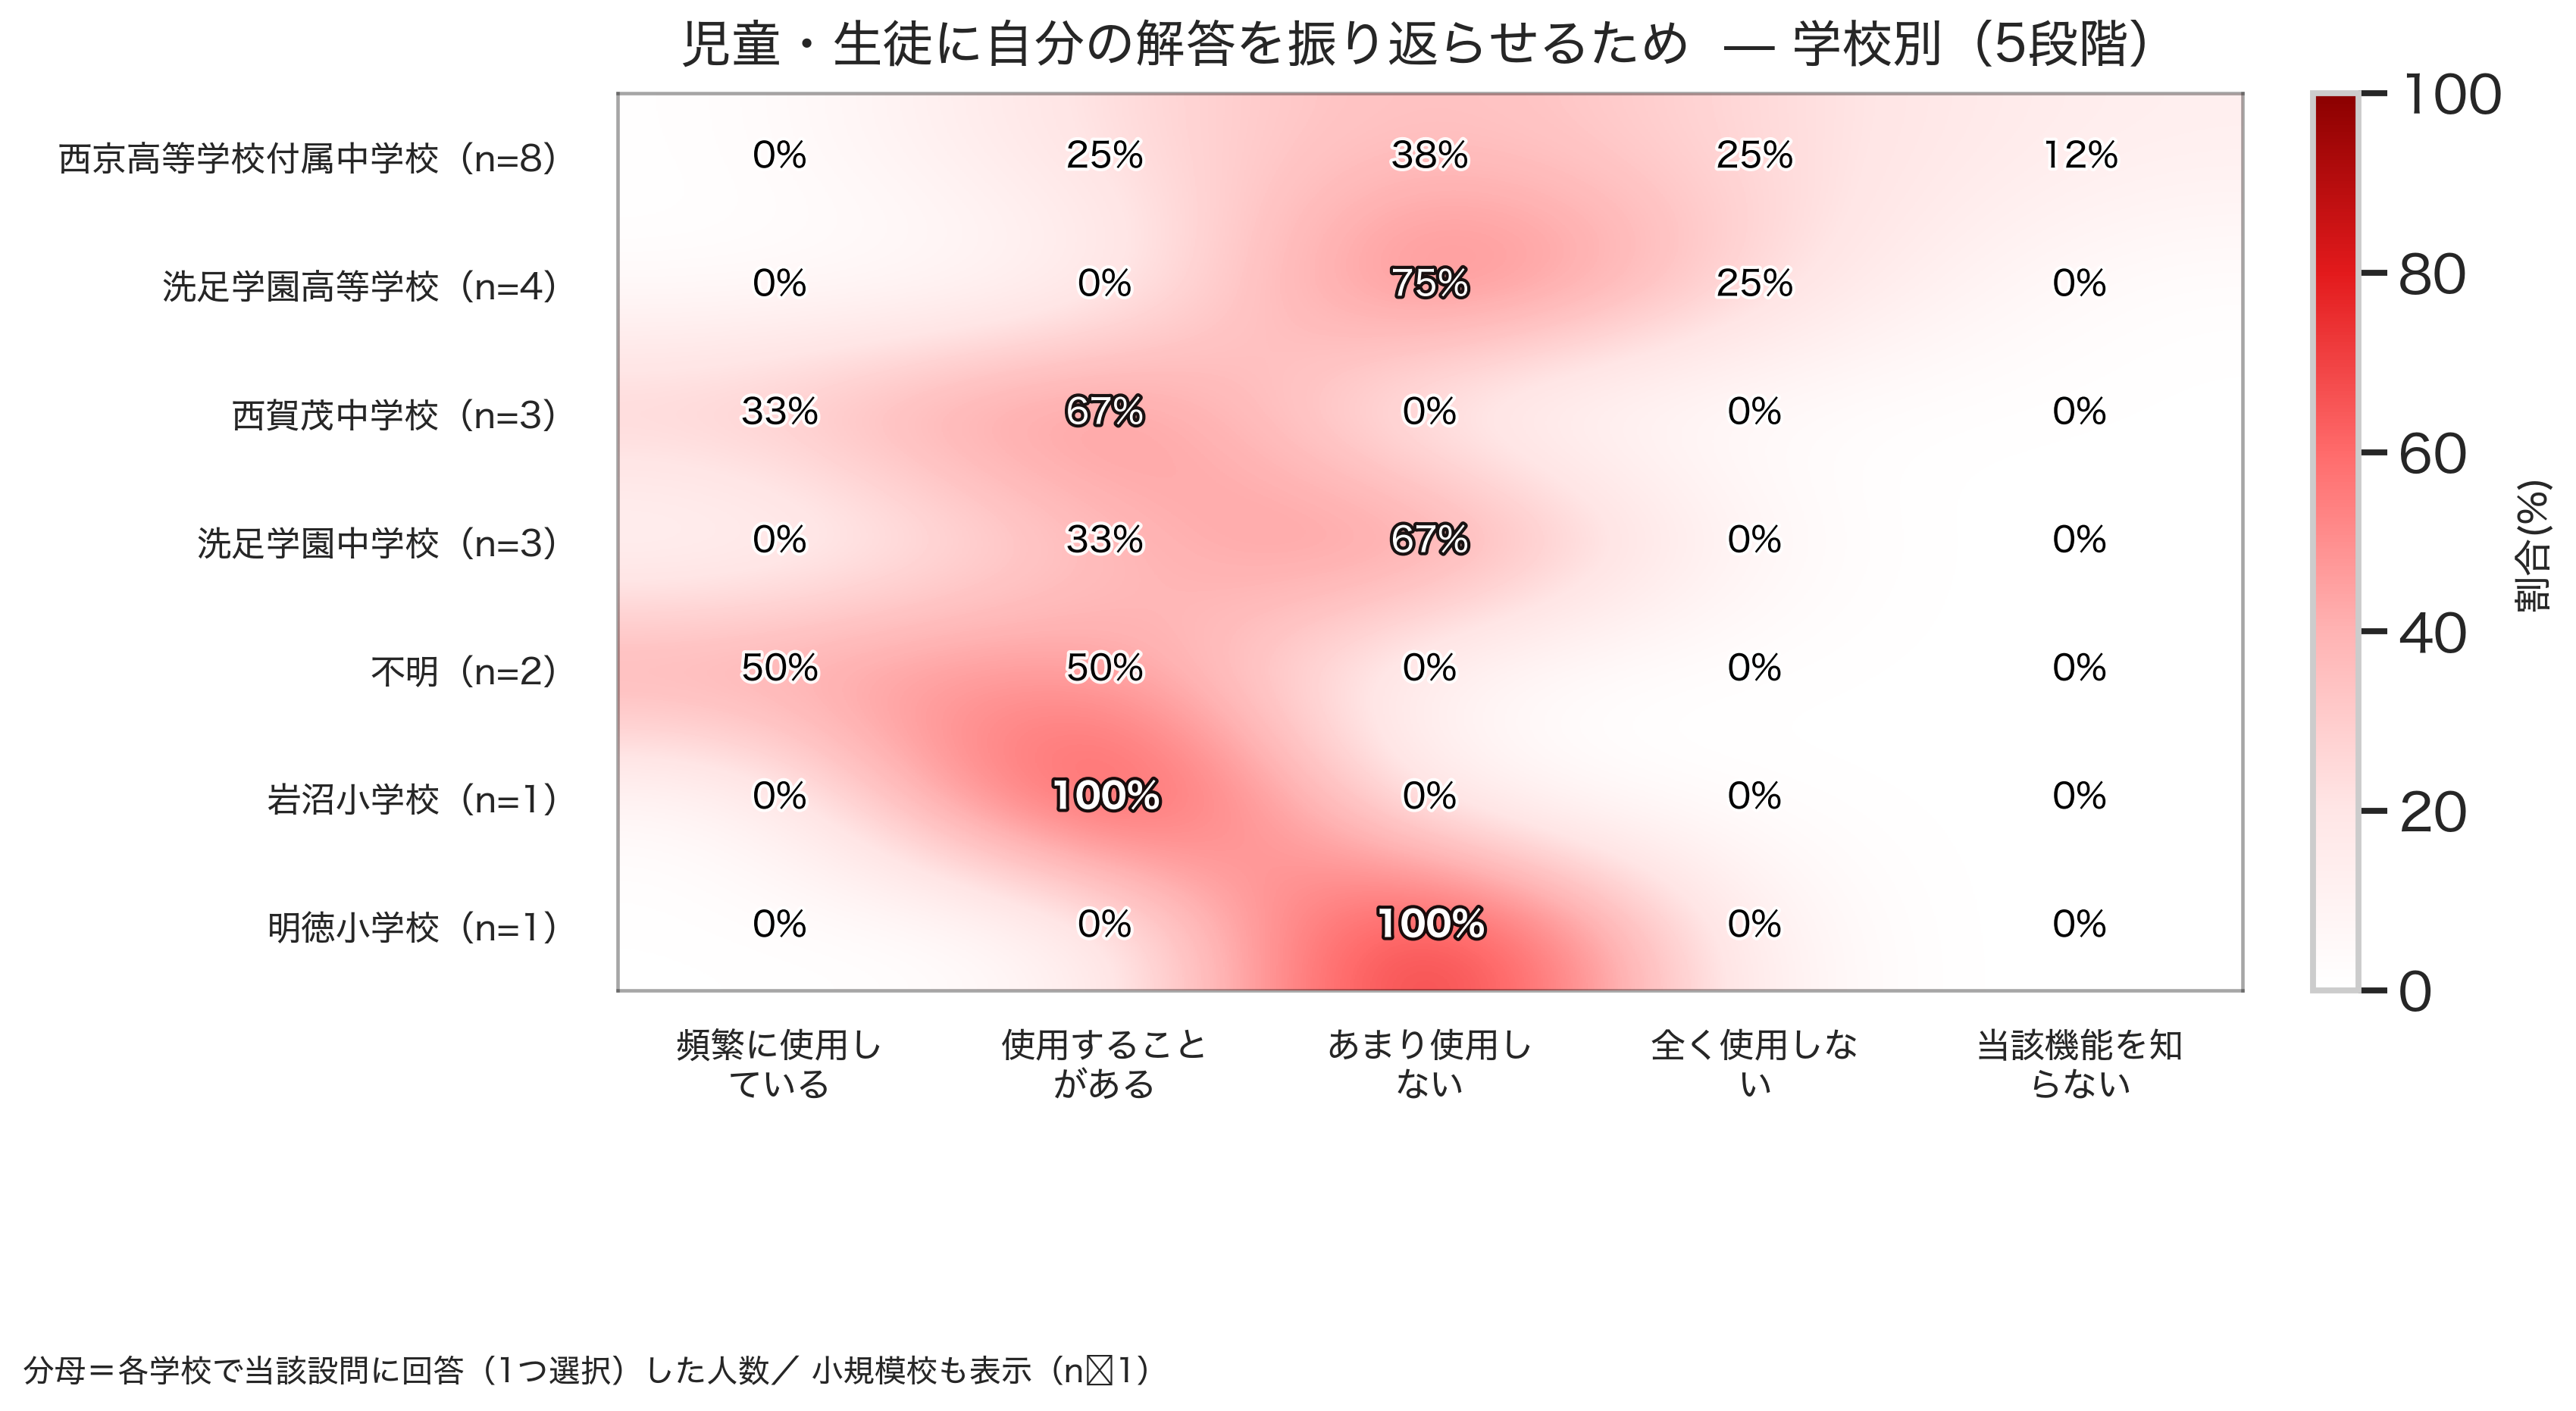 児童・生徒に自分の解答を振り返らせるため — 学校別（5段階）
西京高等学校付属中学校（n=8） 0% 25% 38% 25% 12%
洗足学園高等学校（n=4） 0% 0% 75% 25% 0%
西賀茂中学校（n=3） 33% 67% 0% 0% 0%
洗足学園中学校（n=3） 0% 33% 67% 0% 0%
不明（n=2） 50% 50% 0% 0% 0%
岩沼小学校（n=1） 0% 100% 0% 0% 0%
明徳小学校（n=1） 0% 0% 100% 0% 0%
頻繁に使用し
ている
使用すること
がある
あまり使用し
ない
全く使用しな
い
当該機能を知
らない
100
80
60
40
20
0
割合(%)
分母＝各学校で当該設問に回答（1つ選択）した人数／ 小規模校も表示（n☒1）